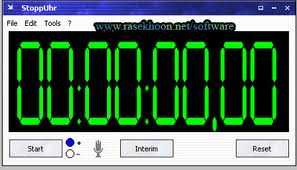 StoppUhr
File Edit Tools ?
www.rasekhoon.net/software
00:00:00,00
Start + - Interim Reset